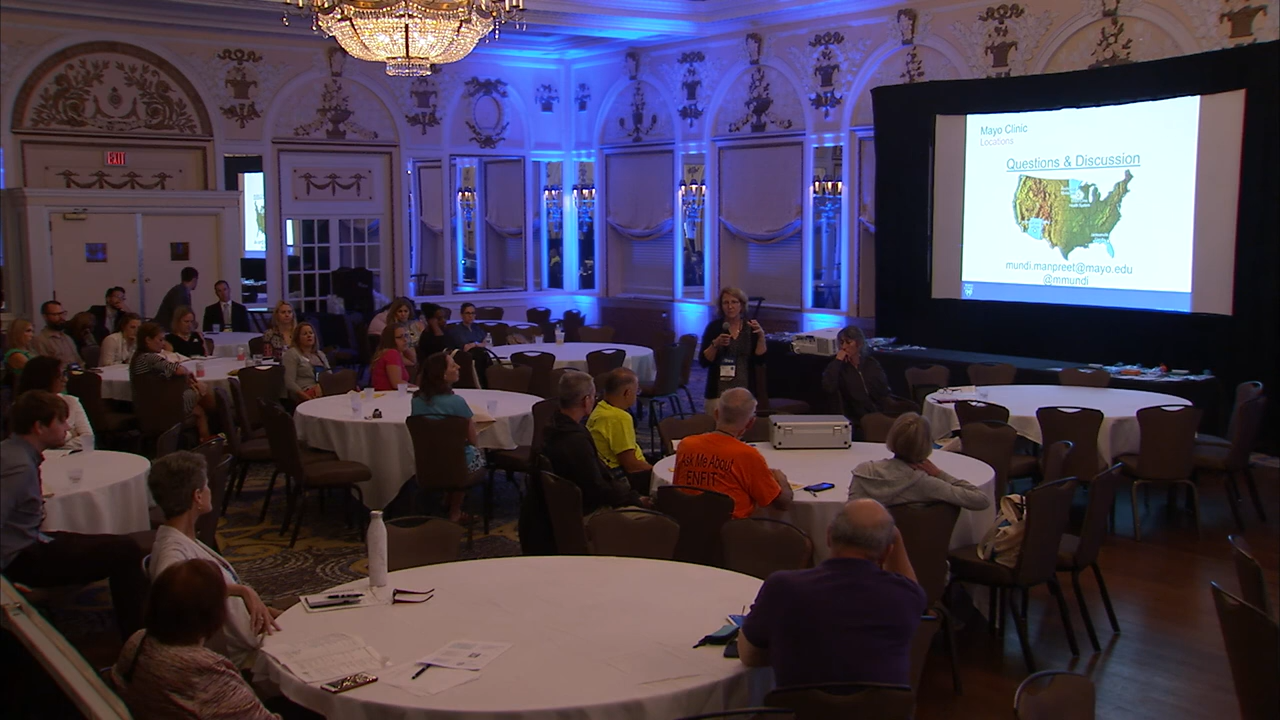 EXIT
Mayo Clinic
Locations
Questions & Discussion
mundi.manpreet@mayo.edu
@mmundi
Ask Me About
ENFIT